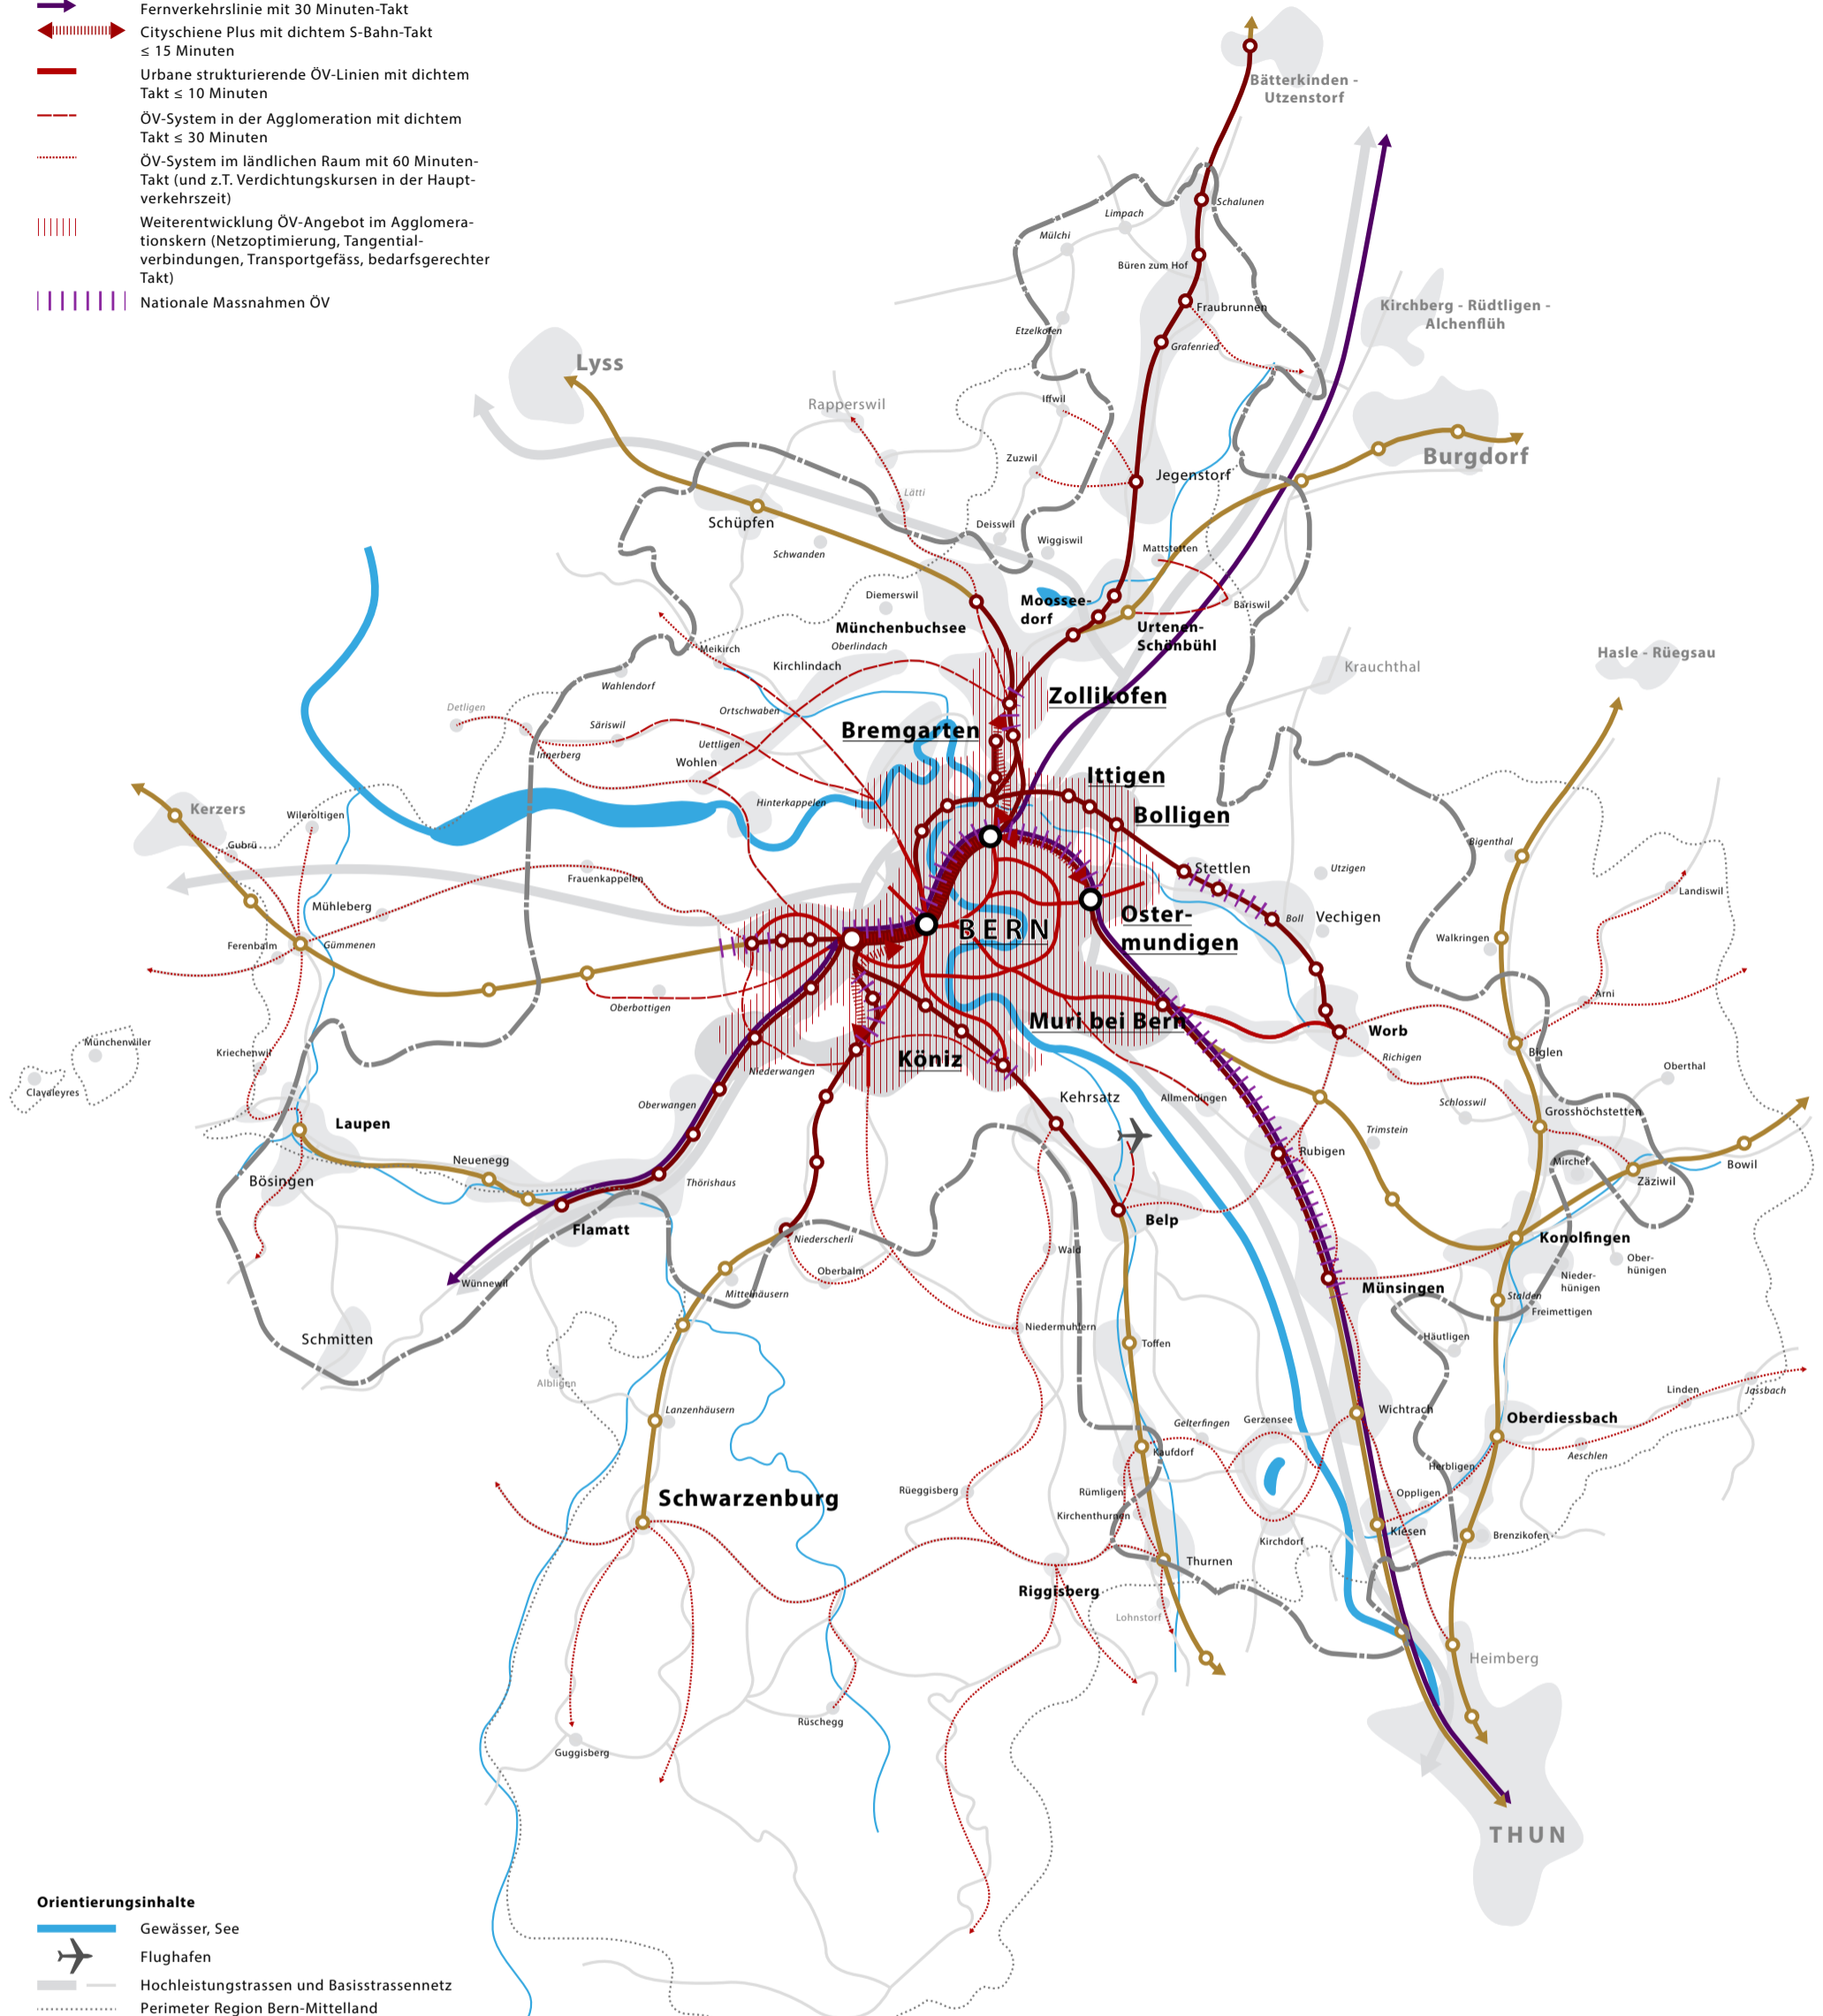 Fernverkehrslinie mit 30 Minuten-Takt
Cityschiene Plus mit dichtem S-Bahn-Takt
≤ 15 Minuten
Urbane strukturierende ÖV-Linien mit dichtem
Takt ≤ 10 Minuten
ÖV-System in der Agglomeration mit dichtem
Takt ≤ 30 Minuten
ÖV-System im ländlichen Raum mit 60 Minuten-
Takt (und z.T. Verdichtungskursen in der Haupt-
verkehrszeit)
Weiterentwicklung ÖV-Angebot im Agglomera-
tionskern (Netzoptimierung, Tangential-
verbindungen, Transportgefäss, bedarfsgerechter
Takt)
Nationale Massnahmen ÖV
Bätterkinden -
Utzenstorf
Schalunen
Limpach
Mülchi
Büren zum Hof
Fraubrunnen
Kirchberg - Rüdtligen -
Alchenflüh
Etzelkofen
Grafenried
Lyss
Rapperswil
Iffwil
Burgdorf
Zuzwil
Jegenstorf
Lätti
Schüpfen
Deisswil
Wiggiswil
Schwanden
Mattstetten
Diemerswil
Moossee-
dorf
Bäriswil
Münchenbuchsee
Urtenen-
Schönbühl
Oberlindach
Meikirch
Kirchlindach
Krauchthal
Hasle - Rüegsau
Wahlendorf
Zollikofen
Detligen
Ortschwaben
Säriswil
Bremgarten
Uettligen
Innerberg
Wohlen
Ittigen
Hinterkappelen
Bolligen
Kerzers
Wileroltigen
Gubrü
Bigenthal
Stettlen
Utzigen
Frauenkappelen
Landiswil
Mühleberg
Oster-
mundigen
Boll
Vechigen
BERN
Walkringen
Ferenbalm
Gümmenen
Oberbottigen
Arni
Muri bei Bern
Worb
Münchenwiler
Kriechenwil
Köniz
Biglen
Richigen
Niederwangen
Oberthal
Clavaleyres
Kehrsatz
Allmendingen
Oberwangen
Schlosswil
Grosshöchstetten
Laupen
Trimstein
Neuenegg
Rubigen
Mirchel
Bowil
Bösingen
Thörishaus
Zäziwil
Belp
Flamatt
Konolfingen
Niederscherli
Wald
Ober-
hünigen
Oberbalm
Nieder-
hünigen
Wünnewil
Mittelhäusern
Münsingen
Stalden
Freimettigen
Niedermuhlern
Schmitten
Häutligen
Toffen
Albligen
Linden
Jassbach
Lanzenhäusern
Gelterfingen
Gerzensee
Wichtrach
Oberdiessbach
Kaufdorf
Aeschlen
Herbligen
Rüeggisberg
Rümligen
Oppligen
Schwarzenburg
Kirchenthurnen
Kiesen
Brenzikofen
Kirchdorf
Thurnen
Riggisberg
Lohnstorf
Heimberg
Rüschegg
Guggisberg
THUN
Orientierungsinhalte
Gewässer, See
Flughafen
Hochleistungstrassen und Basisstrassennetz
Perimeter Region Bern-Mittelland